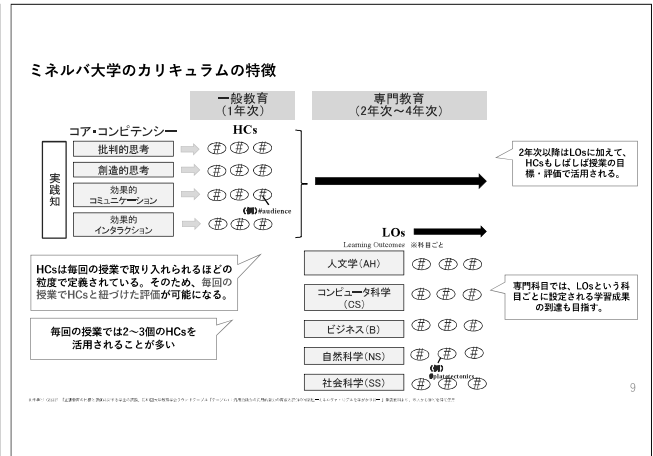 ミネルバ大学のカリキュラムの特徴
一般教育
(1年次)
専門教育
(2年次〜4年次)
コア・コンピテンシー
HCs
実践知
批判的思考
# # #
創造的思考
# # #
効果的
コミュニケーション
# # #
(例)#audience
効果的
インタラクション
# # #
2年次以降はLOsに加えて、
HCsもしばしば授業の目
標・評価で活用される。
LOs
Learning Outcomes ※科目ごと
HCsは毎回の授業で取り入れられるほどの
粒度で定義されている。そのため、毎回の
授業でHCsと紐づけた評価が可能になる。
毎回の授業では2〜3個のHCsを
活用されることが多い
人文学(AH)
# # #
コンピュータ科学
(CS)
# # #
ビジネス(B)
# # #
自然科学(NS)
# # #
(例)
#platetectonics
社会科学(SS)
# # #
専門科目では、LOsという科
目ごとに設定される学習成果
の到達も目指す。
9